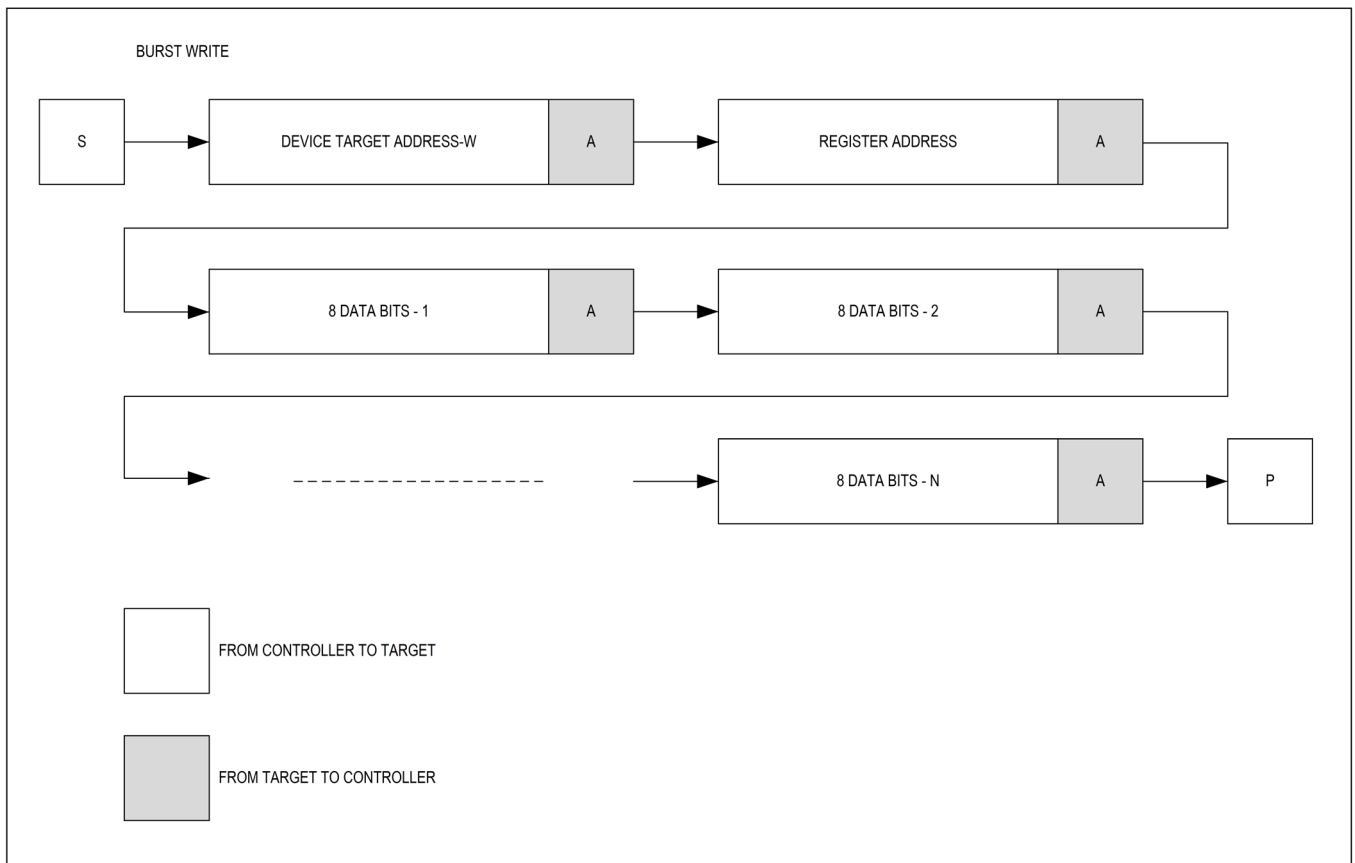 BURST WRITE
S
DEVICE TARGET ADDRESS-W
A
REGISTER ADDRESS
A
8 DATA BITS - 1
A
8 DATA BITS - 2
A
8 DATA BITS - N
A
P
FROM CONTROLLER TO TARGET
FROM TARGET TO CONTROLLER